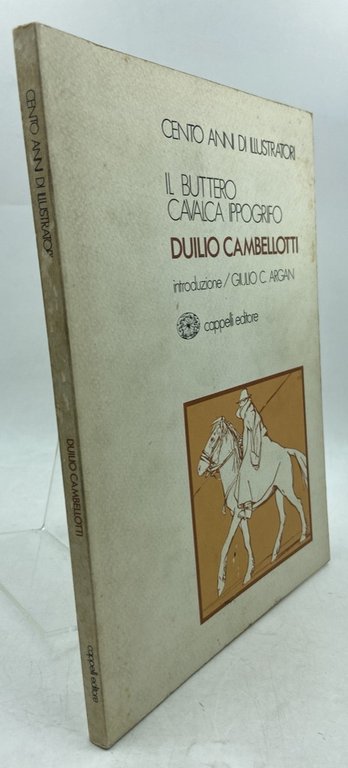 CENTO ANNI DI ILLUSTRATORI
IL BUTTERO
CAVALCA IPPOGRIFO
DUILIO CAMBELLOTTI
introduzione / GIULIO C. ARGAN
cappelli editore
CENTO ANNI DI ILLUSTRATORI
DUILIO CAMBELLOTTI
cappelli editore